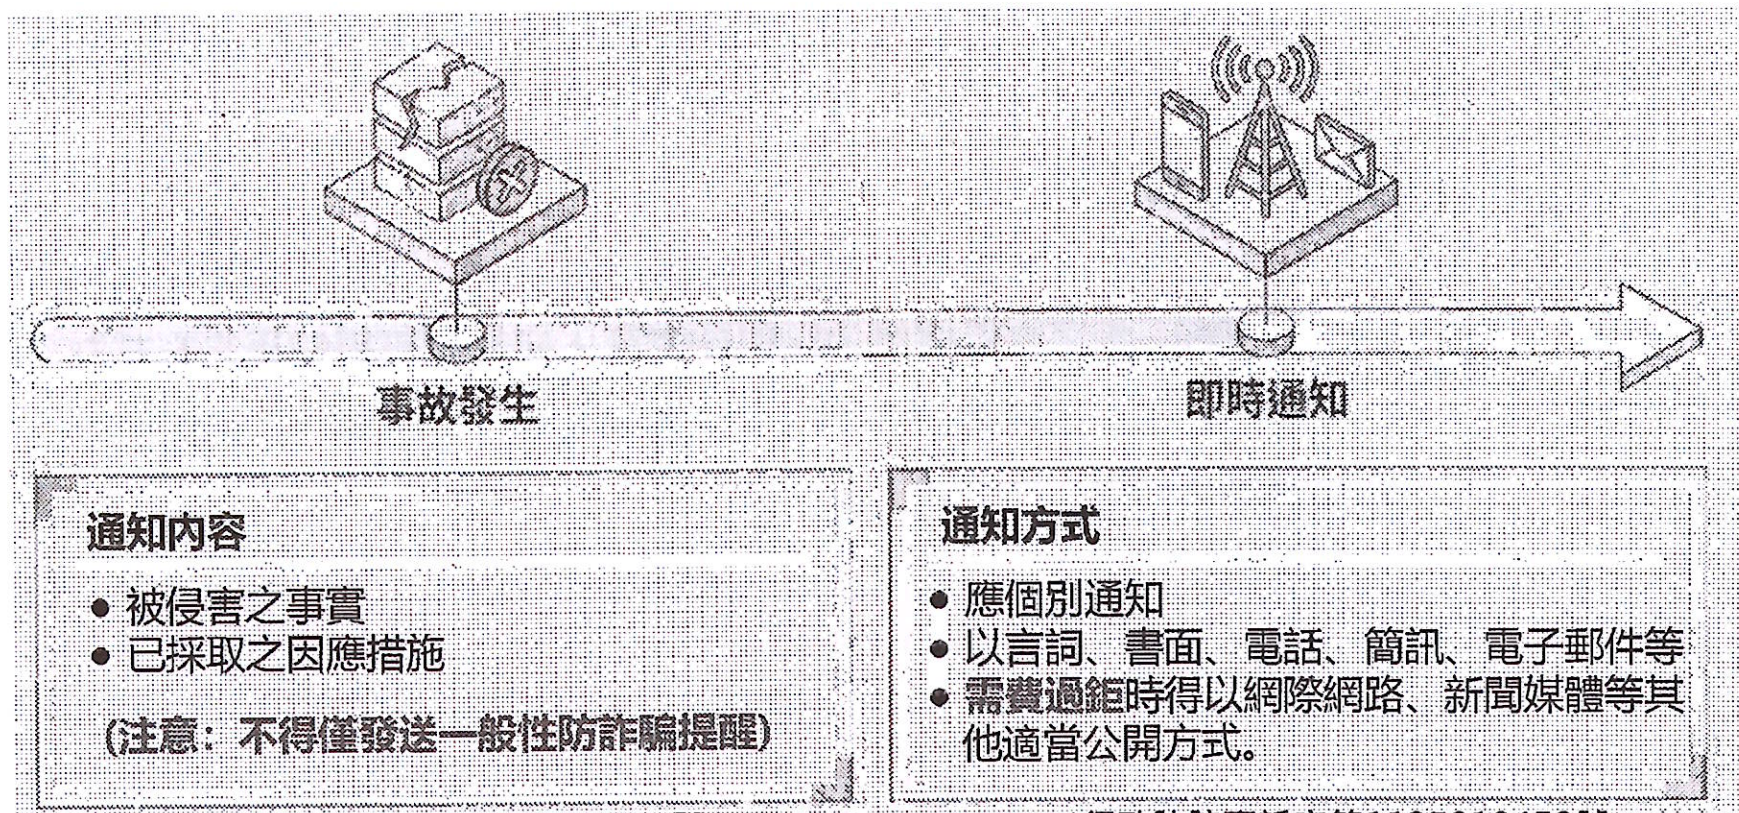 事故發生
即時通知
通知內容
• 被侵害之事實
• 已採取之因應措施
(注意：不得僅發送一般性防詐騙提醒)
通知方式
• 應個別通知
• 以言詞、書面、電話、簡訊、電子郵件等
• 需費過鉅時得以網際網路、新聞媒體等其
他適當公開方式。